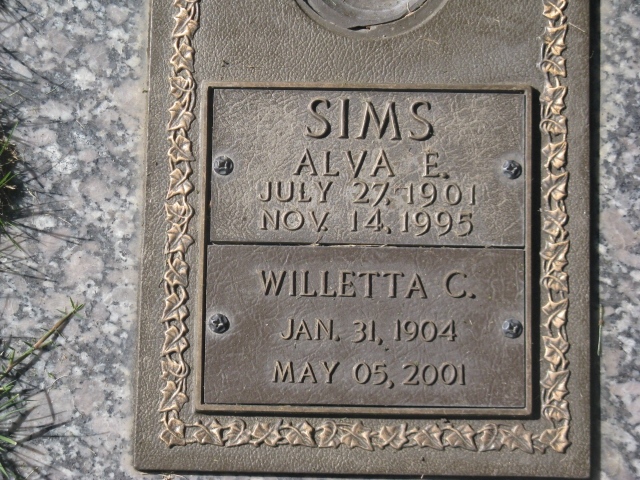 SIMS
ALVA E.
JULY 27, 1901
NOV. 14, 1995
WILLETTA C.
JAN. 31, 1904
MAY 05, 2001